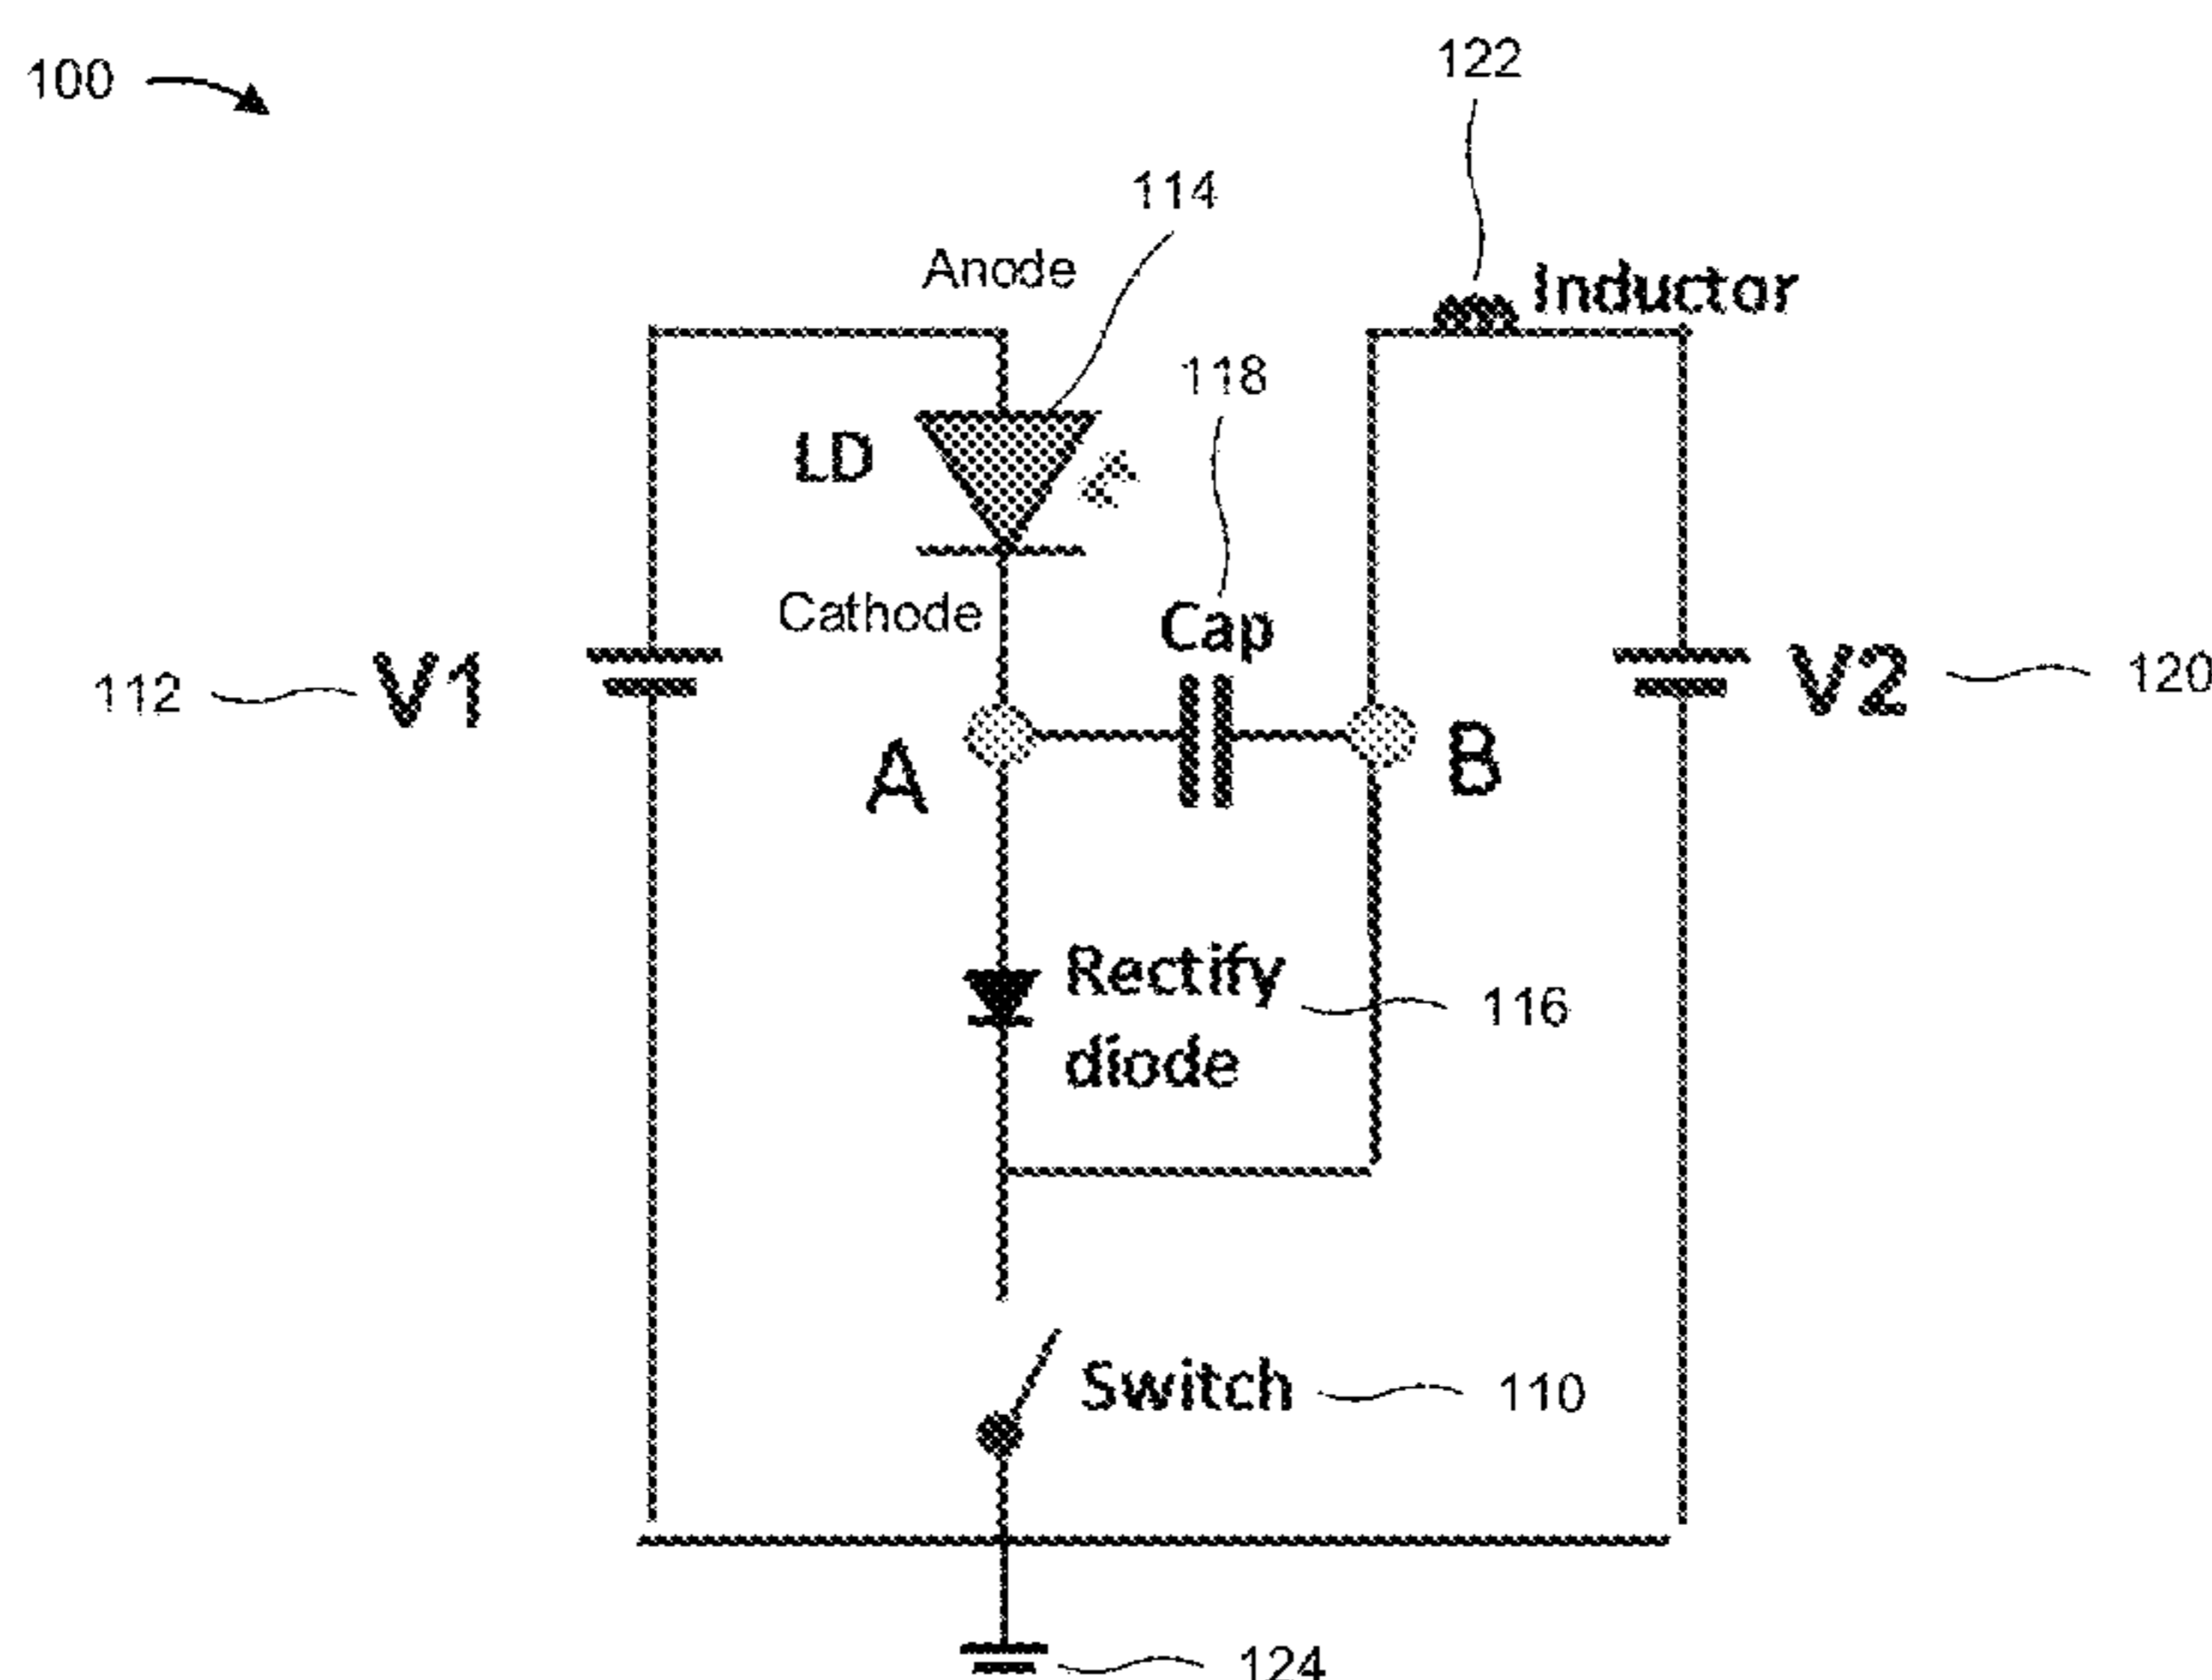 100
122
114
Anode
Inductor
118
LD
Cathode
Cap
112
V1
V2
120
A
B
Rectify
diode
116
Switch
110
124